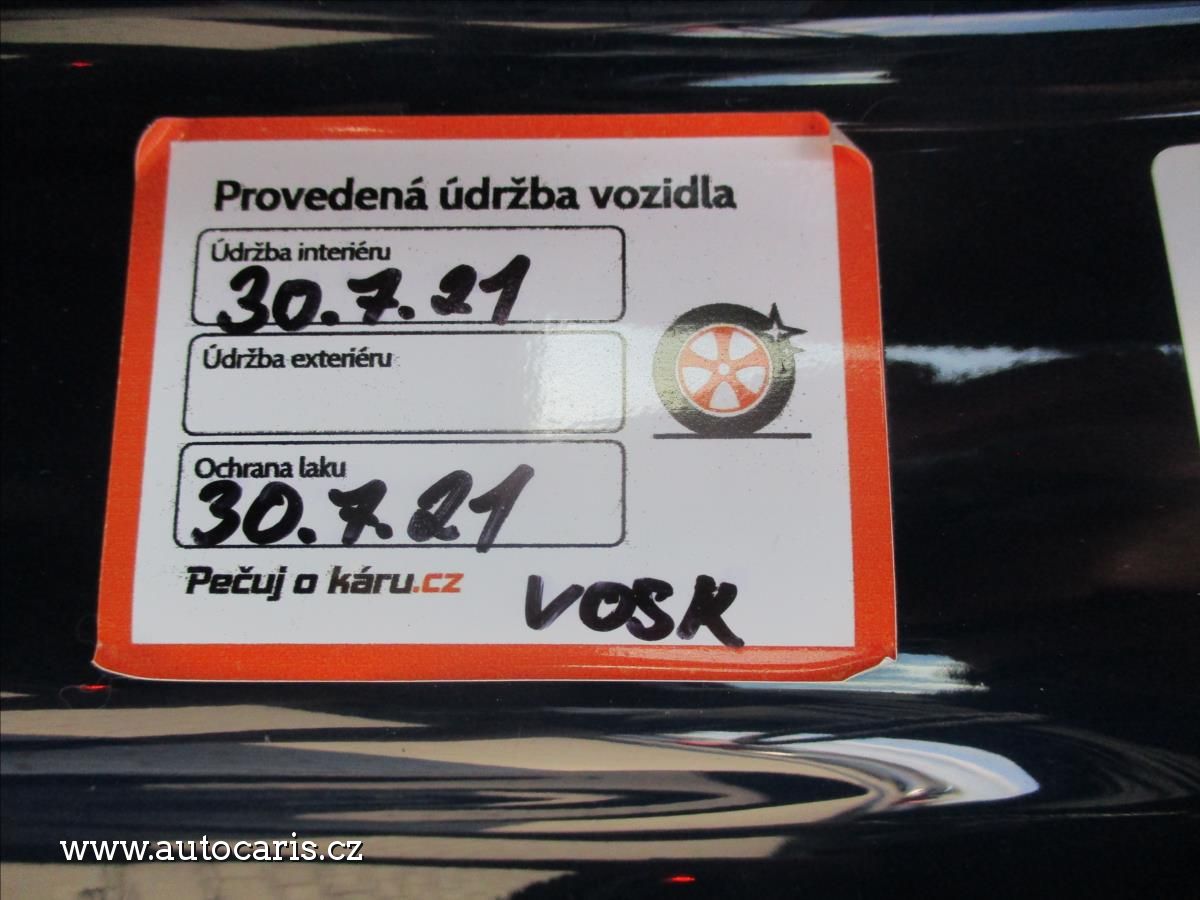 Provedená údržba vozidla
Údržba interiéru
30.7.21
Údržba exteriéru
Ochrana laku
30.7.21
Pečuj o káru.cz
VOSK
www.autocaris.cz